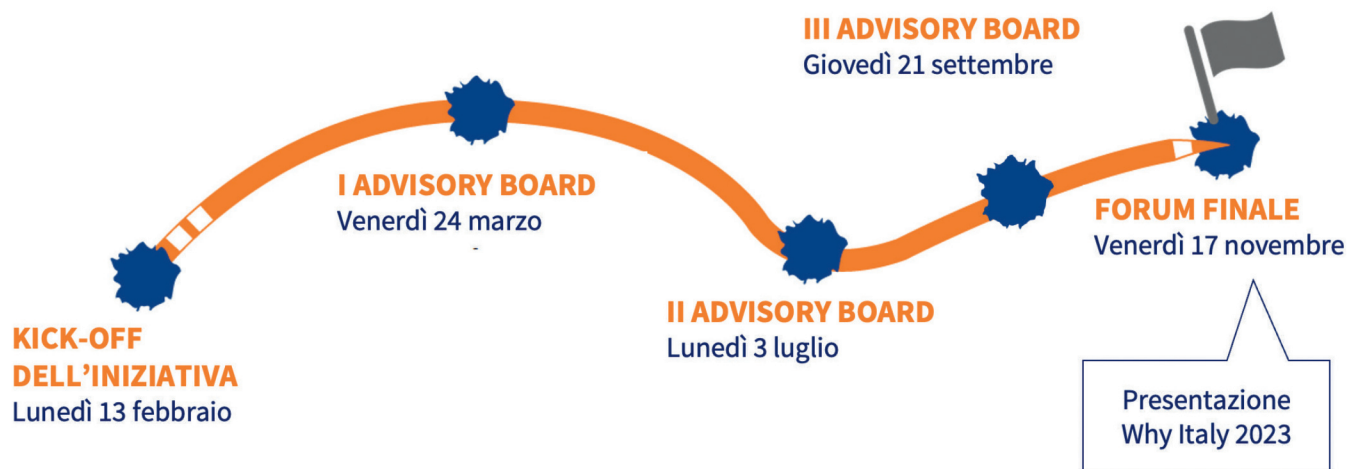 KICK-OFF
DELL’INIZIATIVA
Lunedì 13 febbraio
I ADVISORY BOARD
Venerdì 24 marzo
II ADVISORY BOARD
Lunedì 3 luglio
III ADVISORY BOARD
Giovedì 21 settembre
FORUM FINALE
Venerdì 17 novembre
Presentazione
Why Italy 2023